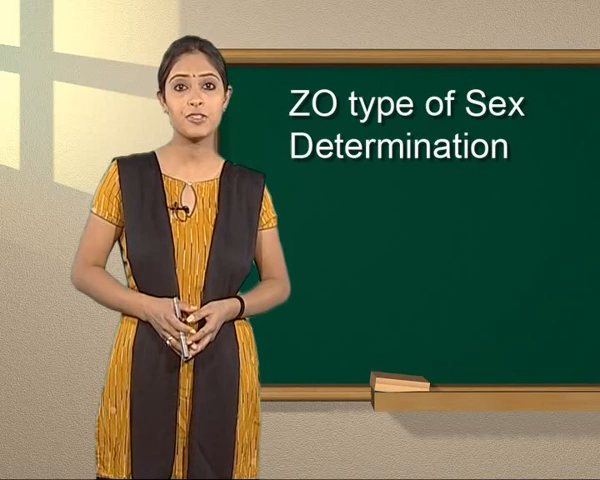 ZO type of Sex
Determination